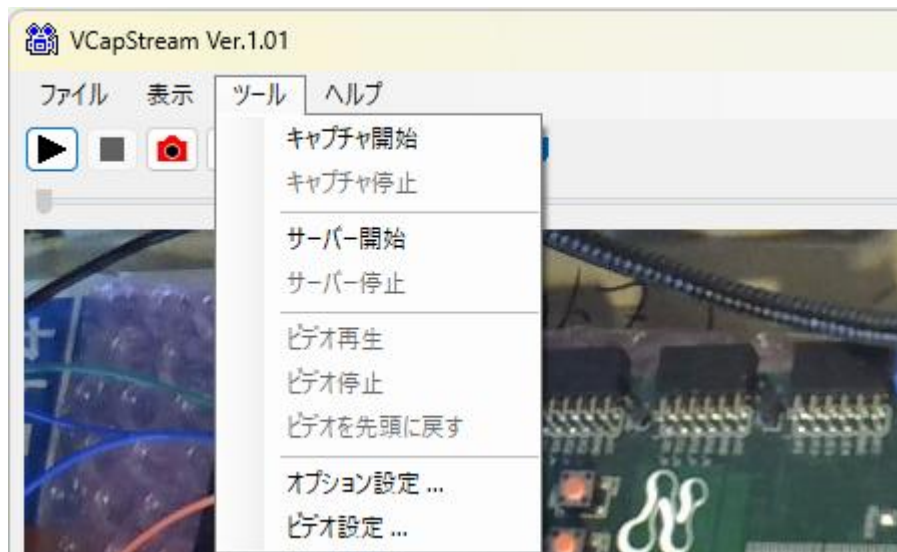 VCapStream Ver.1.01
ファイル 表示 ツール ヘルプ
キャプチャ開始
キャプチャ停止
サーバー開始
サーバー停止
ビデオ再生
ビデオ停止
ビデオを先頭に戻す
オプション設定 ...
ビデオ設定 ...